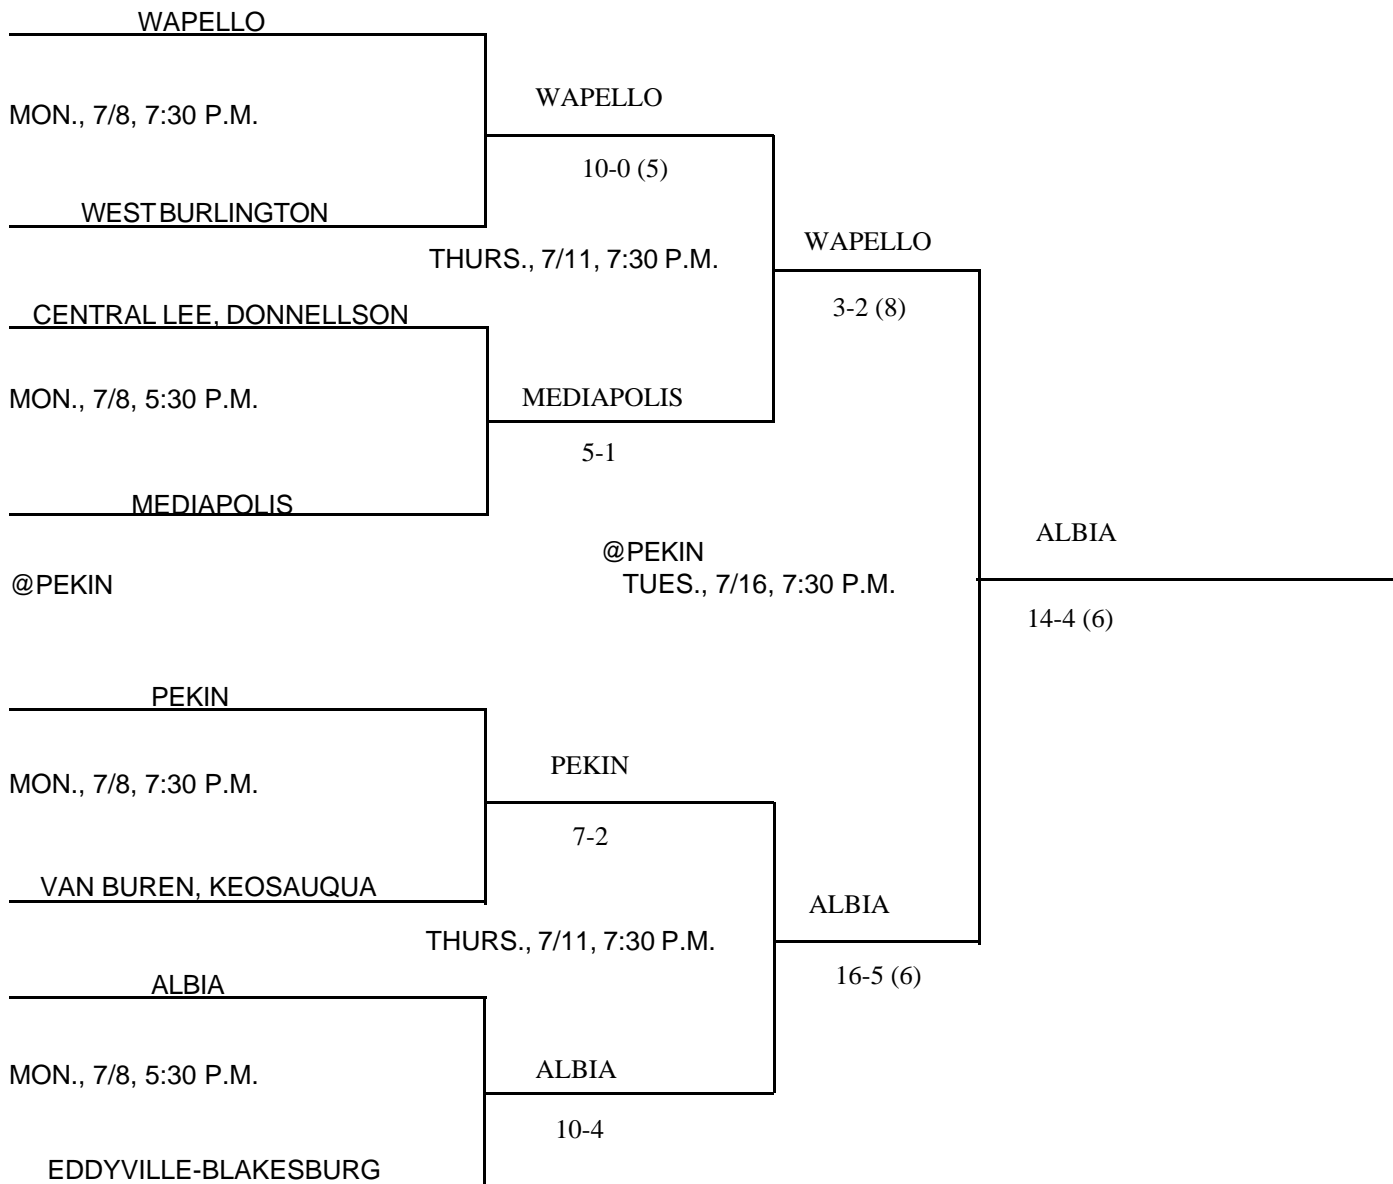 WAPELLO
MON., 7/8, 7:30 P.M.
WAPELLO
10-0 (5)
WEST BURLINGTON
THURS., 7/11, 7:30 P.M.
WAPELLO
3-2 (8)
CENTRAL LEE, DONNELLSON
MON., 7/8, 5:30 P.M.
MEDIAPOLIS
5-1
MEDIAPOLIS
@PEKIN
@PEKIN
TUES., 7/16, 7:30 P.M.
ALBIA
14-4 (6)
PEKIN
MON., 7/8, 7:30 P.M.
PEKIN
7-2
VAN BUREN, KEOSAUQUA
THURS., 7/11, 7:30 P.M.
ALBIA
16-5 (6)
ALBIA
MON., 7/8, 5:30 P.M.
ALBIA
10-4
EDDYVILLE-BLAKESBURG